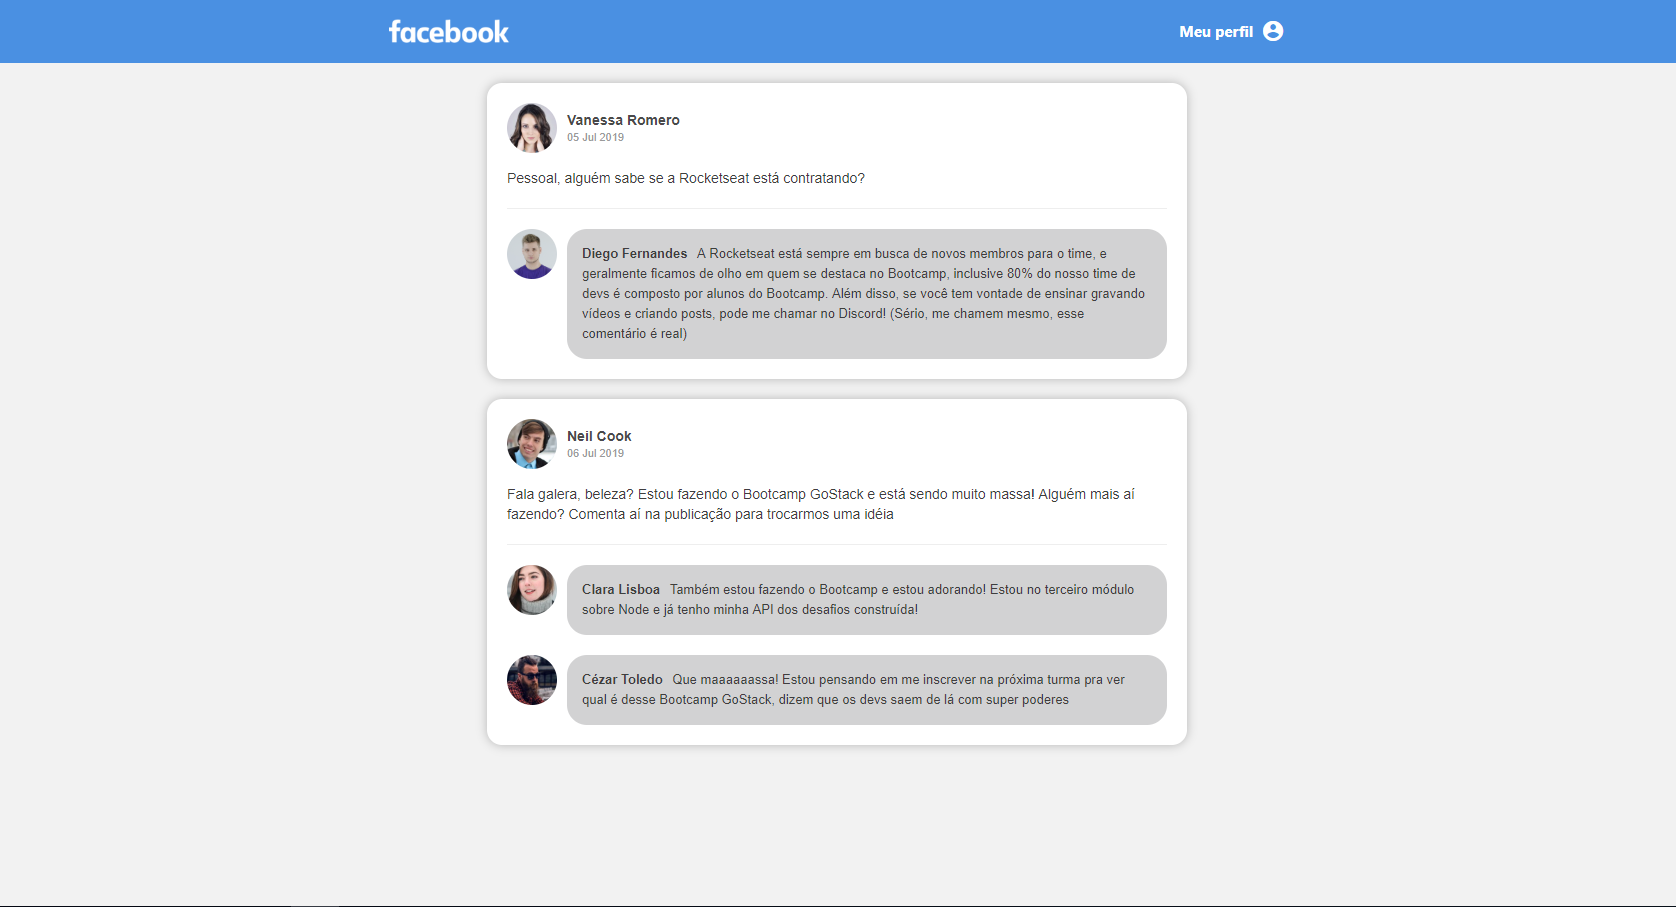 facebook
Meu perfil
Vanessa Romero
05 Jul 2019
Pessoal, alguém sabe se a Rocketseat está contratando?
Diego Fernandes A Rocketseat está sempre em busca de novos membros para o time, e
geralmente ficamos de olho em quem se destaca no Bootcamp, inclusive 80% do nosso time de
devs é composto por alunos do Bootcamp. Além disso, se você tem vontade de ensinar gravando
vídeos e criando posts, pode me chamar no Discord! (Sério, me chamem mesmo, esse
comentário é real)
Neil Cook
06 Jul 2019
Fala galera, beleza? Estou fazendo o Bootcamp GoStack e está sendo muito massa! Alguém mais aí
fazendo? Comenta aí na publicação para trocarmos uma idéia
Clara Lisboa Também estou fazendo o Bootcamp e estou adorando! Estou no terceiro módulo
sobre Node e já tenho minha API dos desafios construída!
Cézar Toledo Que maaaaaassa! Estou pensando em me inscrever na próxima turma pra ver
qual é desse Bootcamp GoStack, dizem que os devs saem de lá com super poderes